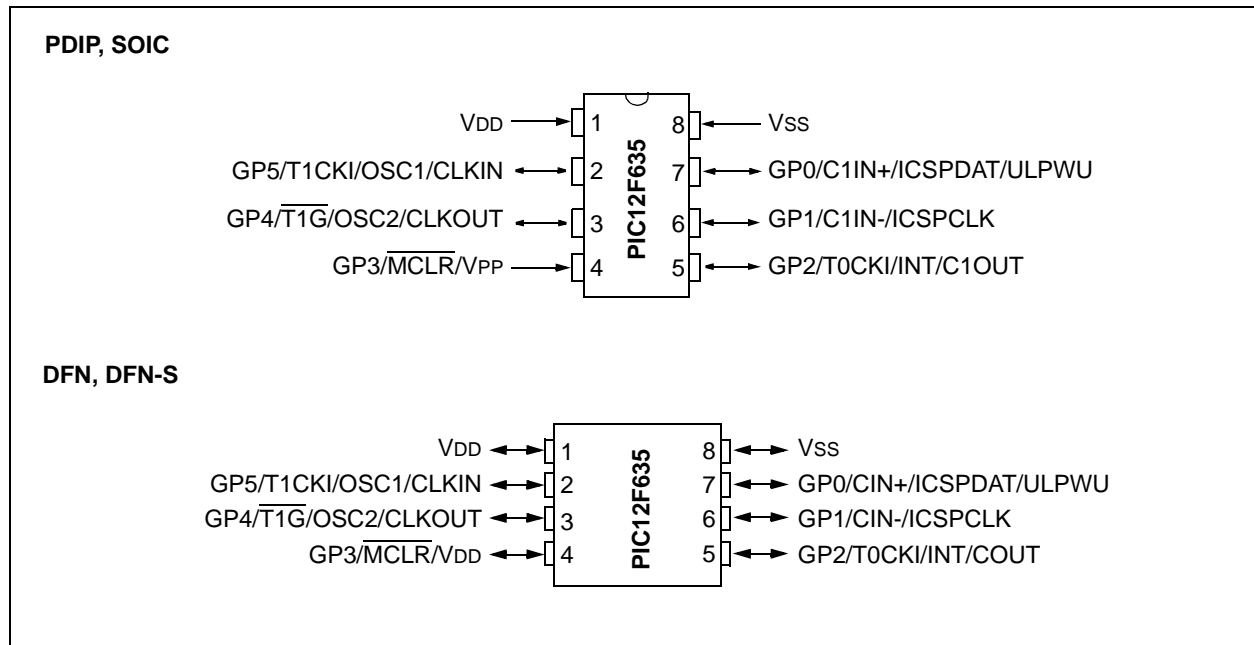 PDIP, SOIC
VDD 1 8 VSS
GP5/T1CKI/OSC1/CLKIN 2 7 GP0/C1IN+/ICSPDAT/ULPWU
GP4/T1G/OSC2/CLKOUT 3 6 GP1/C1IN-/ICSPCLK
GP3/MCLR/VPP 4 5 GP2/T0CKI/INT/C1OUT
PIC12F635
DFN, DFN-S
VDD 1 8 VSS
GP5/T1CKI/OSC1/CLKIN 2 7 GP0/CIN+/ICSPDAT/ULPWU
GP4/T1G/OSC2/CLKOUT 3 6 GP1/CIN-/ICSPCLK
GP3/MCLR/VDD 4 5 GP2/T0CKI/INT/COUT
PIC12F635